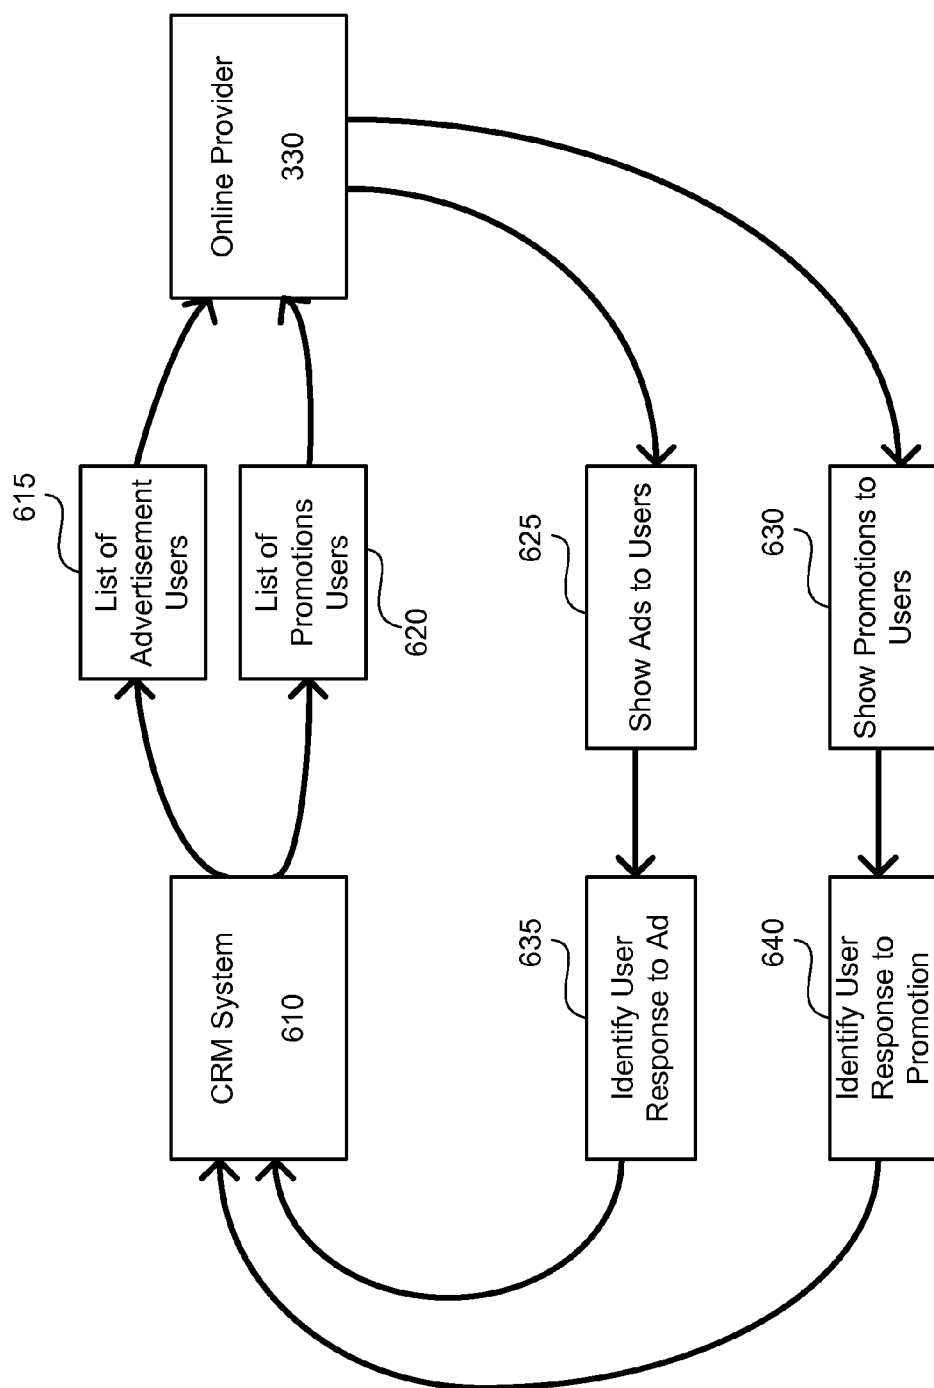 CRM System
610
615
List of
Advertisement
Users
List of
Promotions
Users
620
Online Provider
330
635
Identify User
Response to Ad
625
Show Ads to Users
640
Identify User
Response to
Promotion
630
Show Promotions to
Users